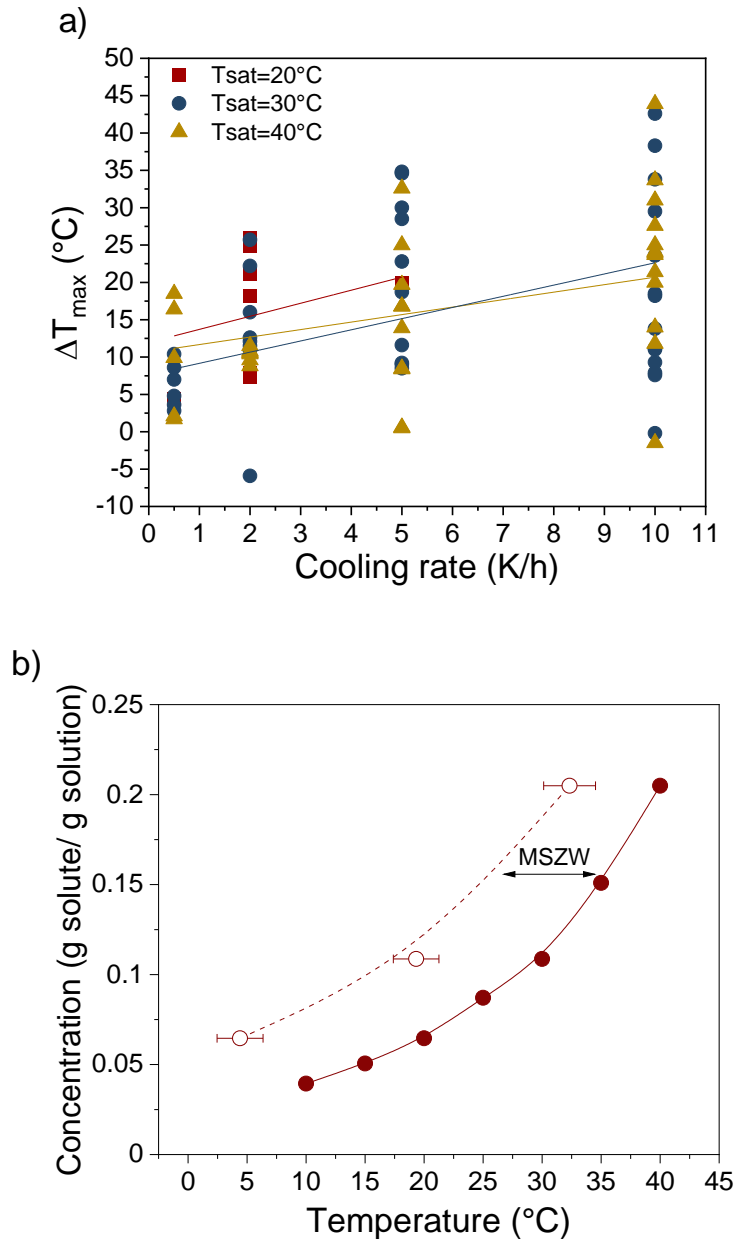 a)
50
45
40
35
30
25
20
15
10
5
0
-5
-10
Tsat=20°C
Tsat=30°C
Tsat=40°C
ΔTmax (°C)
0 1 2 3 4 5 6 7 8 9 10 11
Cooling rate (K/h)
b)
0.25
0.2
0.15
0.1
0.05
0
MSZW
Concentration (g solute/ g solution)
0 5 10 15 20 25 30 35 40 45
Temperature (°C)